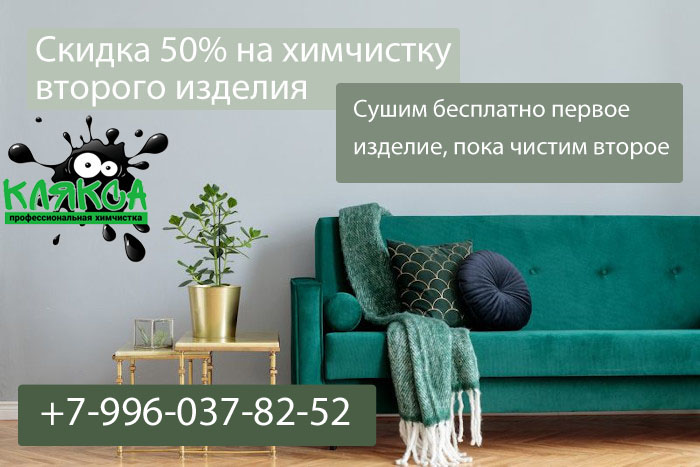 Скидка 50% на химчистку
второго изделия
Сушим бесплатно первое
изделие, пока чистим второе
КЛЯКСА
профессиональная химчистка
+7-996-037-82-52